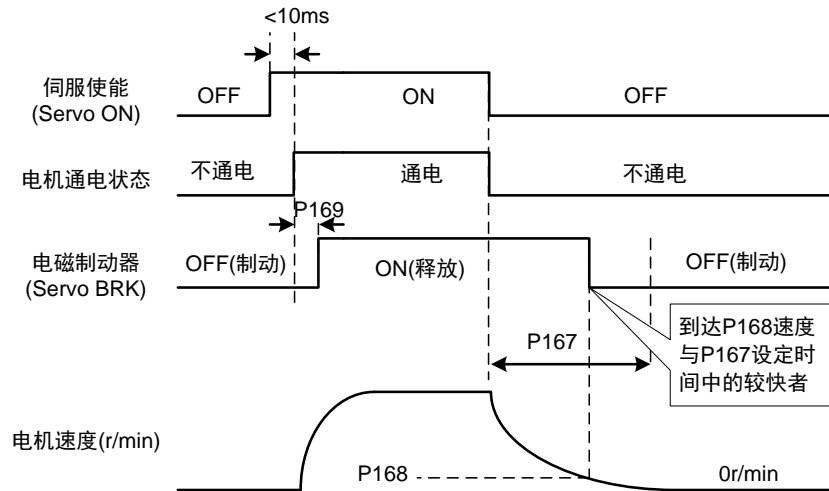 <10ms
伺服使能
(Servo ON)
OFF
ON
OFF
电机通电状态
不通电
通电
不通电
P169
电磁制动器
(Servo BRK)
OFF(制动)
ON(释放)
OFF(制动)
P167
到达P168速度
与P167设定时
间中的较快者
电机速度(r/min)
P168
0r/min